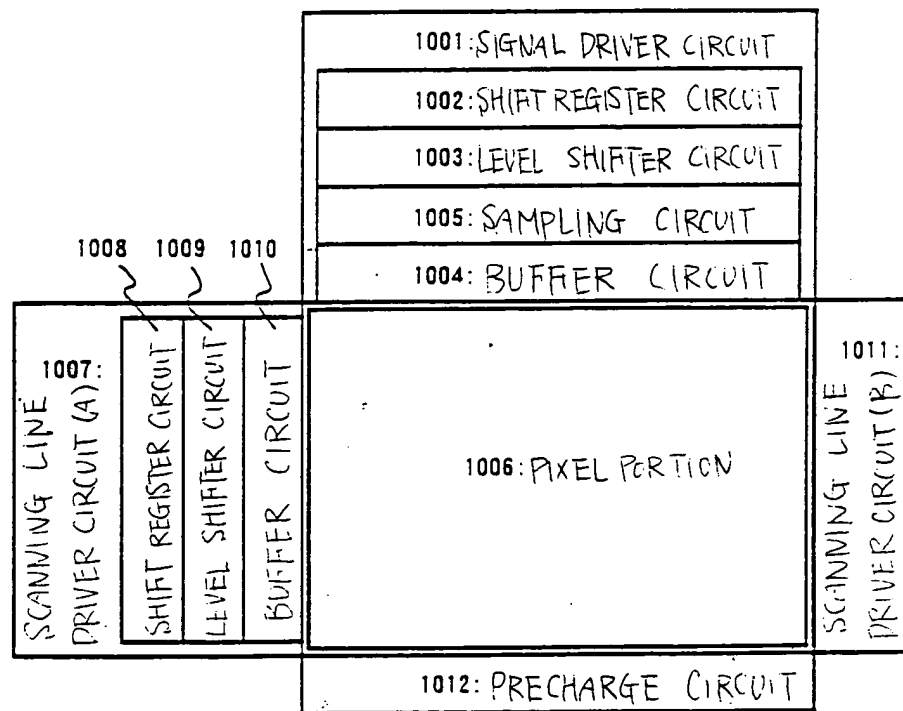 1001: SIGNAL DRIVER CIRCUIT
1002: SHIFT REGISTER CIRCUIT
1003: LEVEL SHIFTER CIRCUIT
1005: SAMPLING CIRCUIT
1004: BUFFER CIRCUIT
1008 1009 1010
1007:
SCANNING LINE
DRIVER CIRCUIT (A)
SHIFT REGISTER CIRCUIT
LEVEL SHIFTER CIRCUIT
BUFFER CIRCUIT
1006: PIXEL PORTION
1011:
SCANNING LINE
DRIVER CIRCUIT (B)
1012: PRECHARGE CIRCUIT